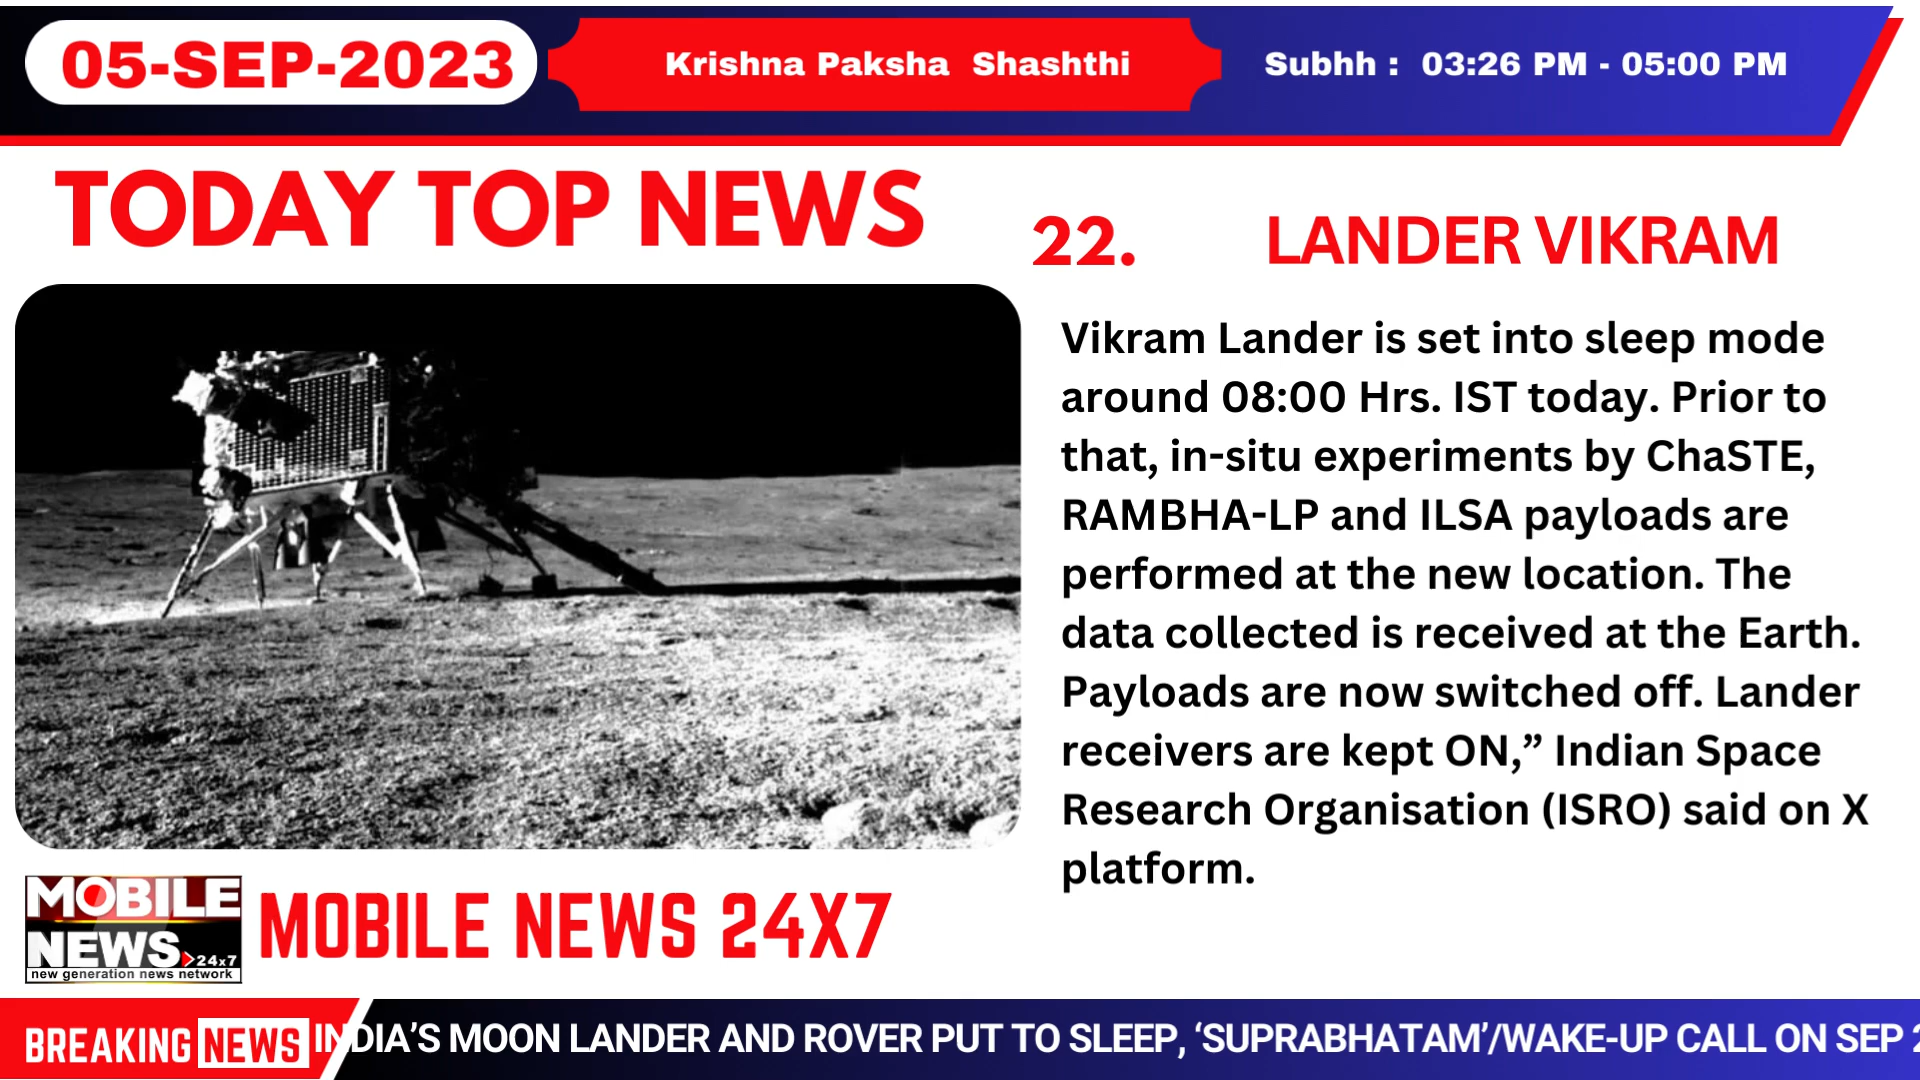 05-SEP-2023
Krishna Paksha Shashthi
Subhh : 03:26 PM - 05:00 PM
TODAY TOP NEWS
22. LANDER VIKRAM
Vikram Lander is set into sleep mode
around 08:00 Hrs. IST today. Prior to
that, in-situ experiments by ChaSTE,
RAMBHA-LP and ILSA payloads are
performed at the new location. The
data collected is received at the Earth.
Payloads are now switched off. Lander
receivers are kept ON,” Indian Space
Research Organisation (ISRO) said on X
platform.
MOBILE
NEWS 24x7
new generation news network
MOBILE NEWS 24X7
BREAKING NEWS
INDIA’S MOON LANDER AND ROVER PUT TO SLEEP, ‘SUPRABHATAM’/WAKE-UP CALL ON SEP